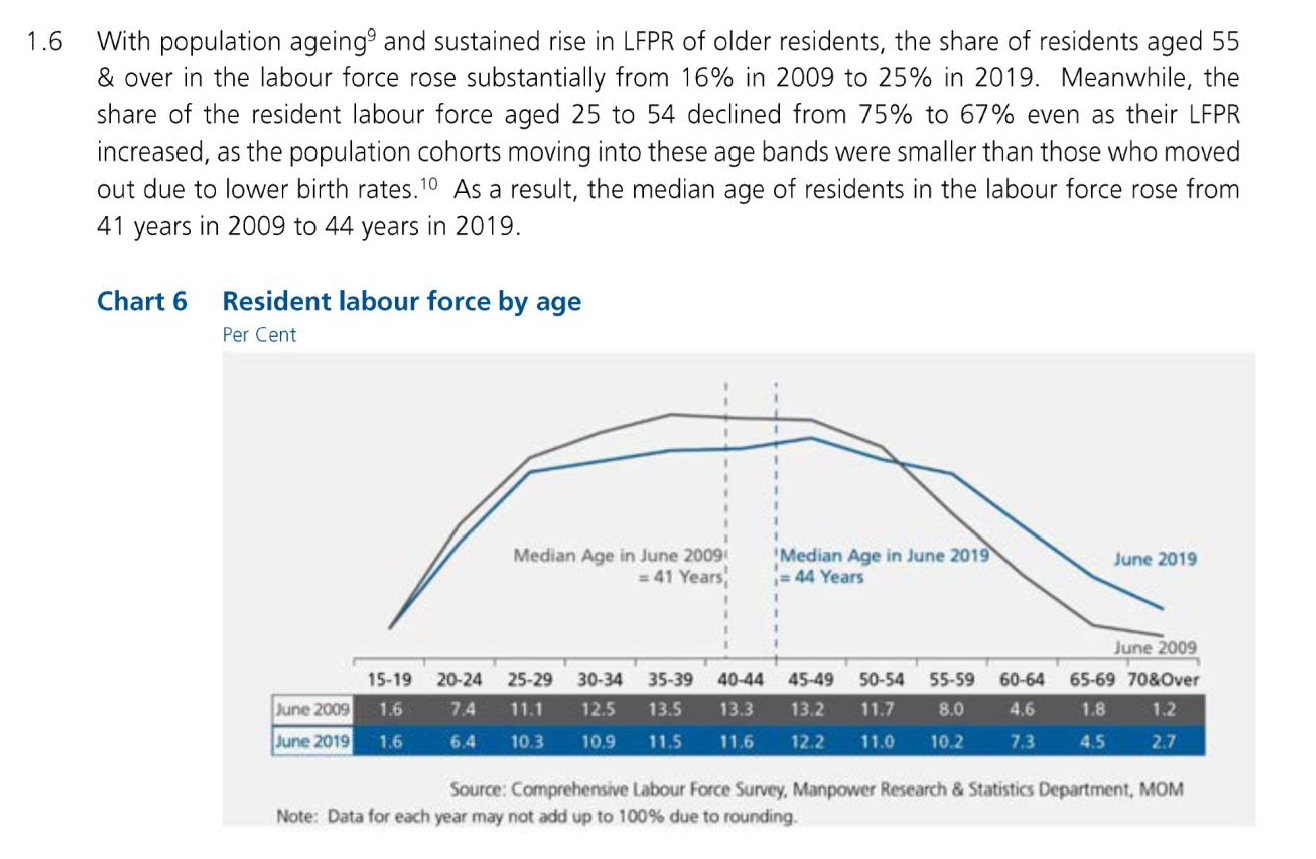 1.6 With population ageing⁹ and sustained rise in LFPR of older residents, the share of residents aged 55
& over in the labour force rose substantially from 16% in 2009 to 25% in 2019. Meanwhile, the
share of the resident labour force aged 25 to 54 declined from 75% to 67% even as their LFPR
increased, as the population cohorts moving into these age bands were smaller than those who moved
out due to lower birth rates.¹⁰ As a result, the median age of residents in the labour force rose from
41 years in 2009 to 44 years in 2019.
Chart 6 Resident labour force by age
Per Cent
Median Age in June 2009
= 41 Years
Median Age in June 2019
= 44 Years
June 2019
June 2009
15-19 20-24 25-29 30-34 35-39 40-44 45-49 50-54 55-59 60-64 65-69 70&Over
June 2009 1.6 7.4 11.1 12.5 13.5 13.3 13.2 11.7 8.0 4.6 1.8 1.2
June 2019 1.6 6.4 10.3 10.9 11.5 11.6 12.2 11.0 10.2 7.3 4.5 2.7
Source: Comprehensive Labour Force Survey, Manpower Research & Statistics Department, MOM
Note: Data for each year may not add up to 100% due to rounding.